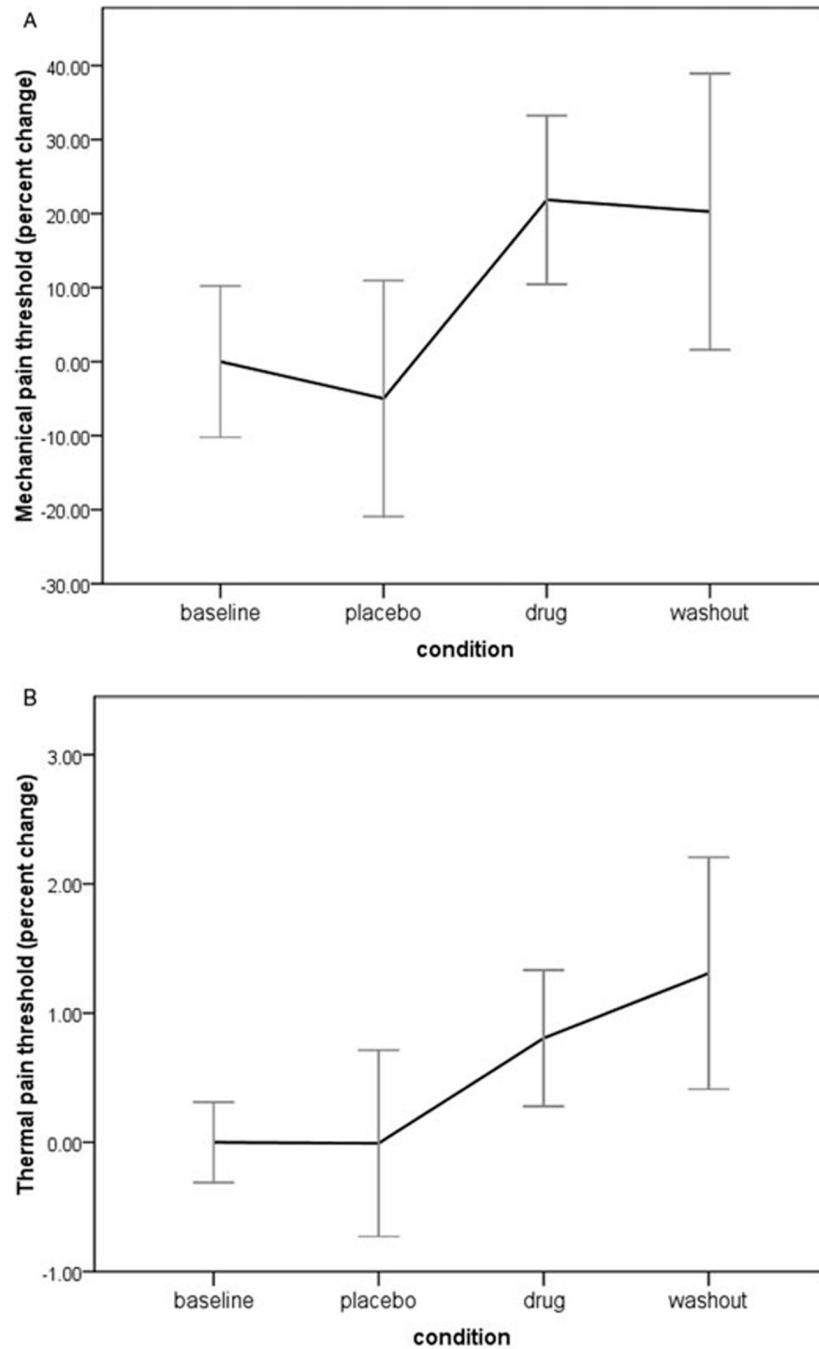 A
Mechanical pain threshold (percent change)
40.00
30.00
20.00
10.00
0.00
-10.00
-20.00
-30.00
baseline placebo drug washout
condition
B
Thermal pain threshold (percent change)
3.00
2.00
1.00
0.00
-1.00
baseline placebo drug washout
condition